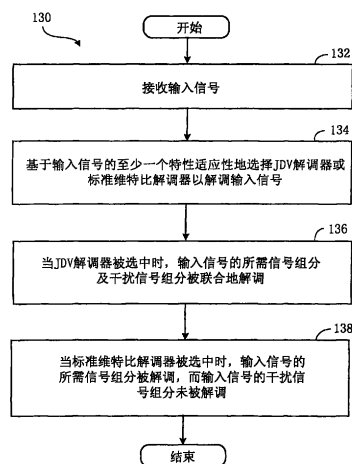 130
开始
132
接收输入信号
134
基于输入信号的至少一个特性适应性地选择JDV解调器或
标准维特比解调器以解调输入信号
136
当JDV解调器被选中时，输入信号的所需信号组分
及干扰信号组分被联合地解调
138
当标准维特比解调器被选中时，输入信号的
所需信号组分被解调，而输入信号的干扰信
号组分未被解调
结束